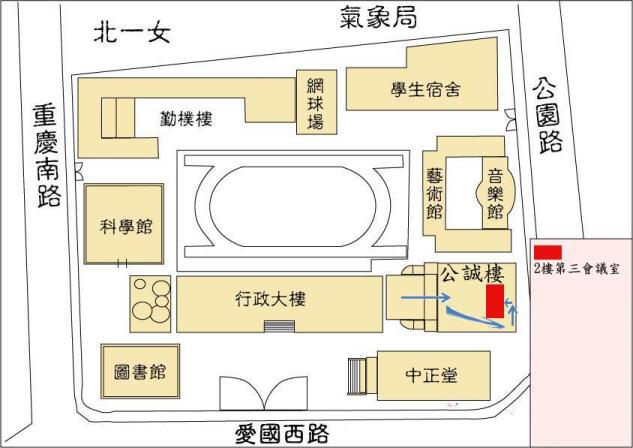 氣象局
北一女
網球場
學生宿舍
公園路
重慶南路
勤樸樓
藝術館
音樂館
科學館
公誠樓
2樓第三會議室
行政大樓
圖書館
中正堂
愛國西路